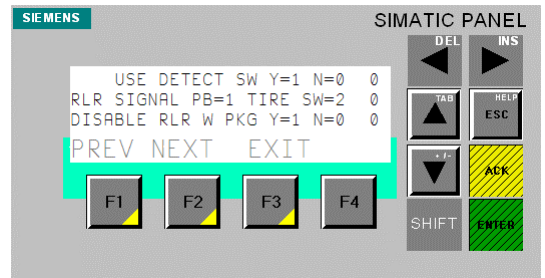 SIEMENS
SIMATIC PANEL
DEL
INS
USE DETECT SW Y=1 N=0 0
RLR SIGNAL PB=1 TIRE SW=2 0
DISABLE RLR W PKG Y=1 N=0 0
PREV NEXT EXIT
TAB
HELP
ESC
+/-
ACK
F1 F2 F3 F4
SHIFT
ENTER